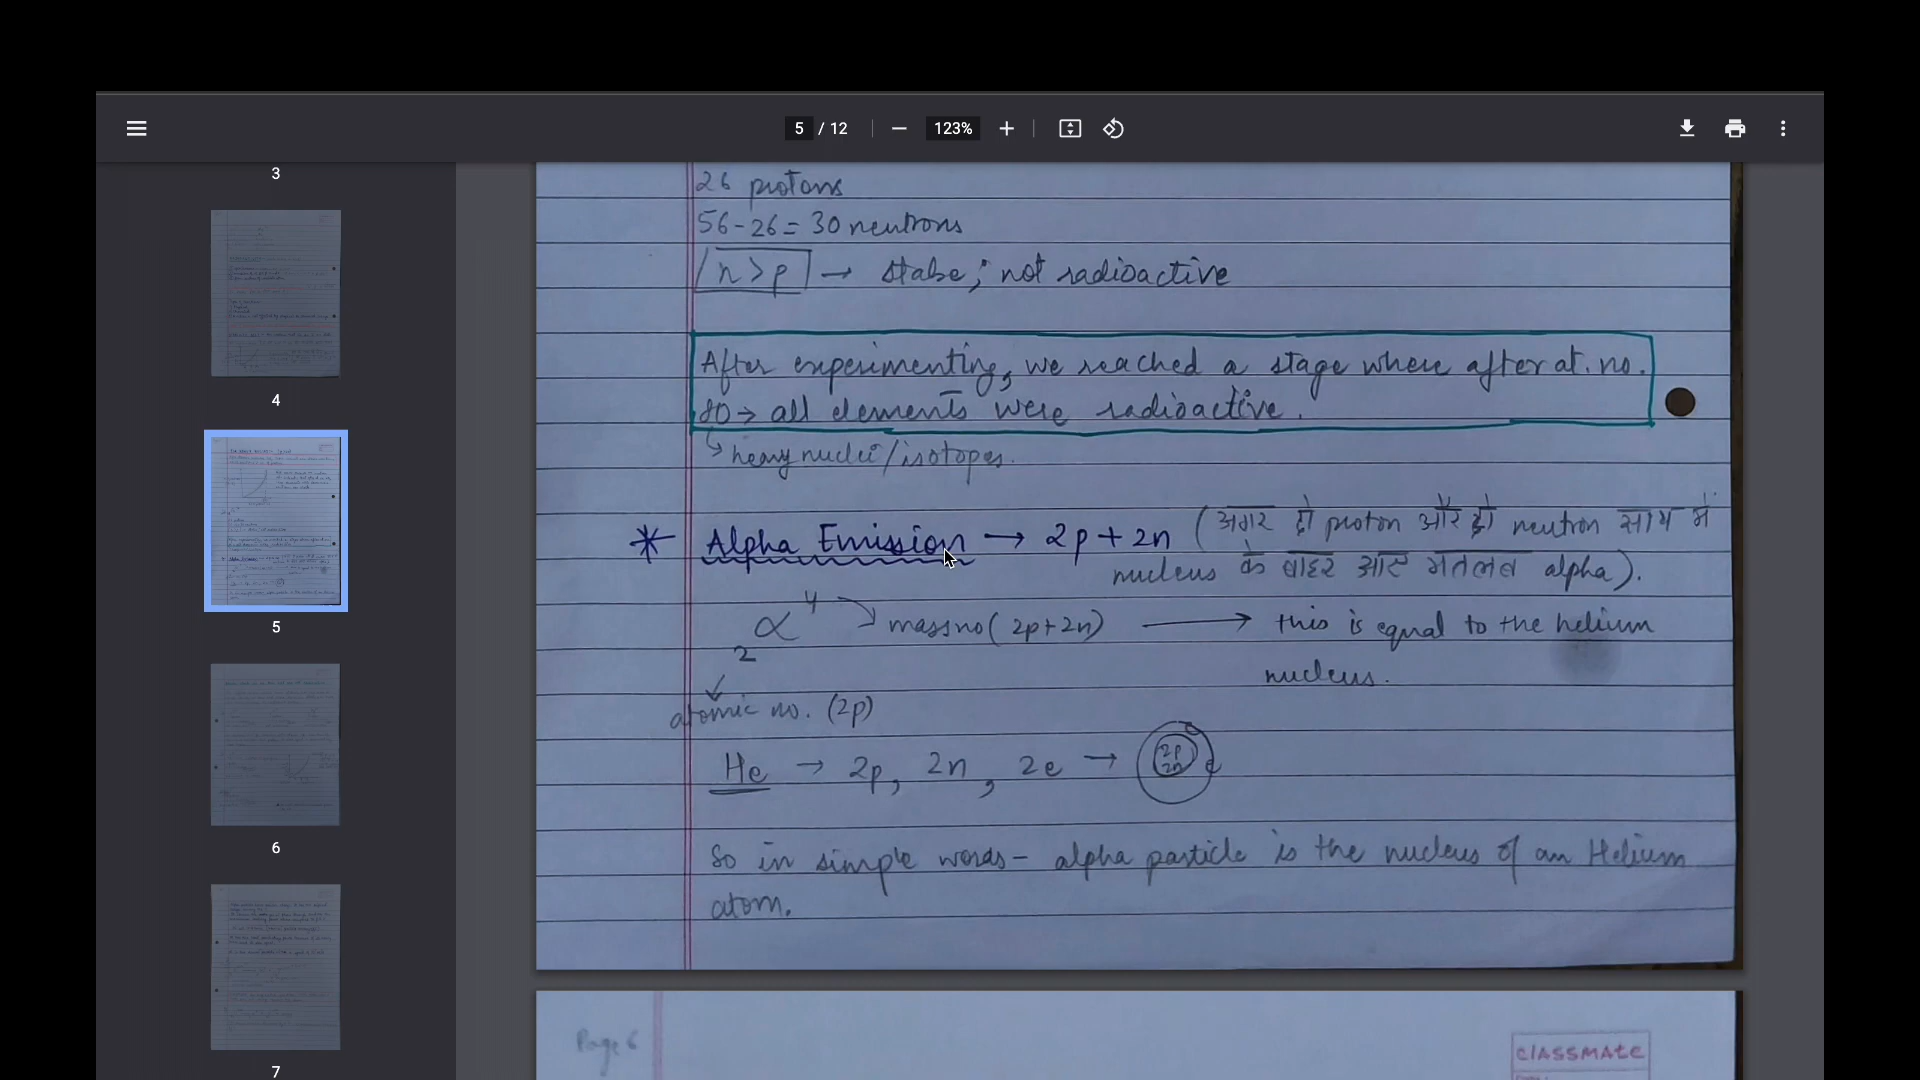 5 / 12
123%
3
4
5
6
7
26 protons
56-26= 30 neutrons
n>p → stabe; not radioactive
After experimenting, we reached a stage where after at. no.
80→ all elements were radioactive.
↳ heavy nuclei/isotopes.
* Alpha Emission → 2p+2n (अगर दो proton और दो neutron साथ में
nucleus के बाहर आए मतलब alpha).
₂α⁴ → mass no (2p+2n) → this is equal to the helium
nucleus.
atomic no. (2p)
He → 2p, 2n, 2e →
2p
2n
e
e
So in simple words- alpha particle is the nucleus of an Helium
atom.
Page 6
classmate